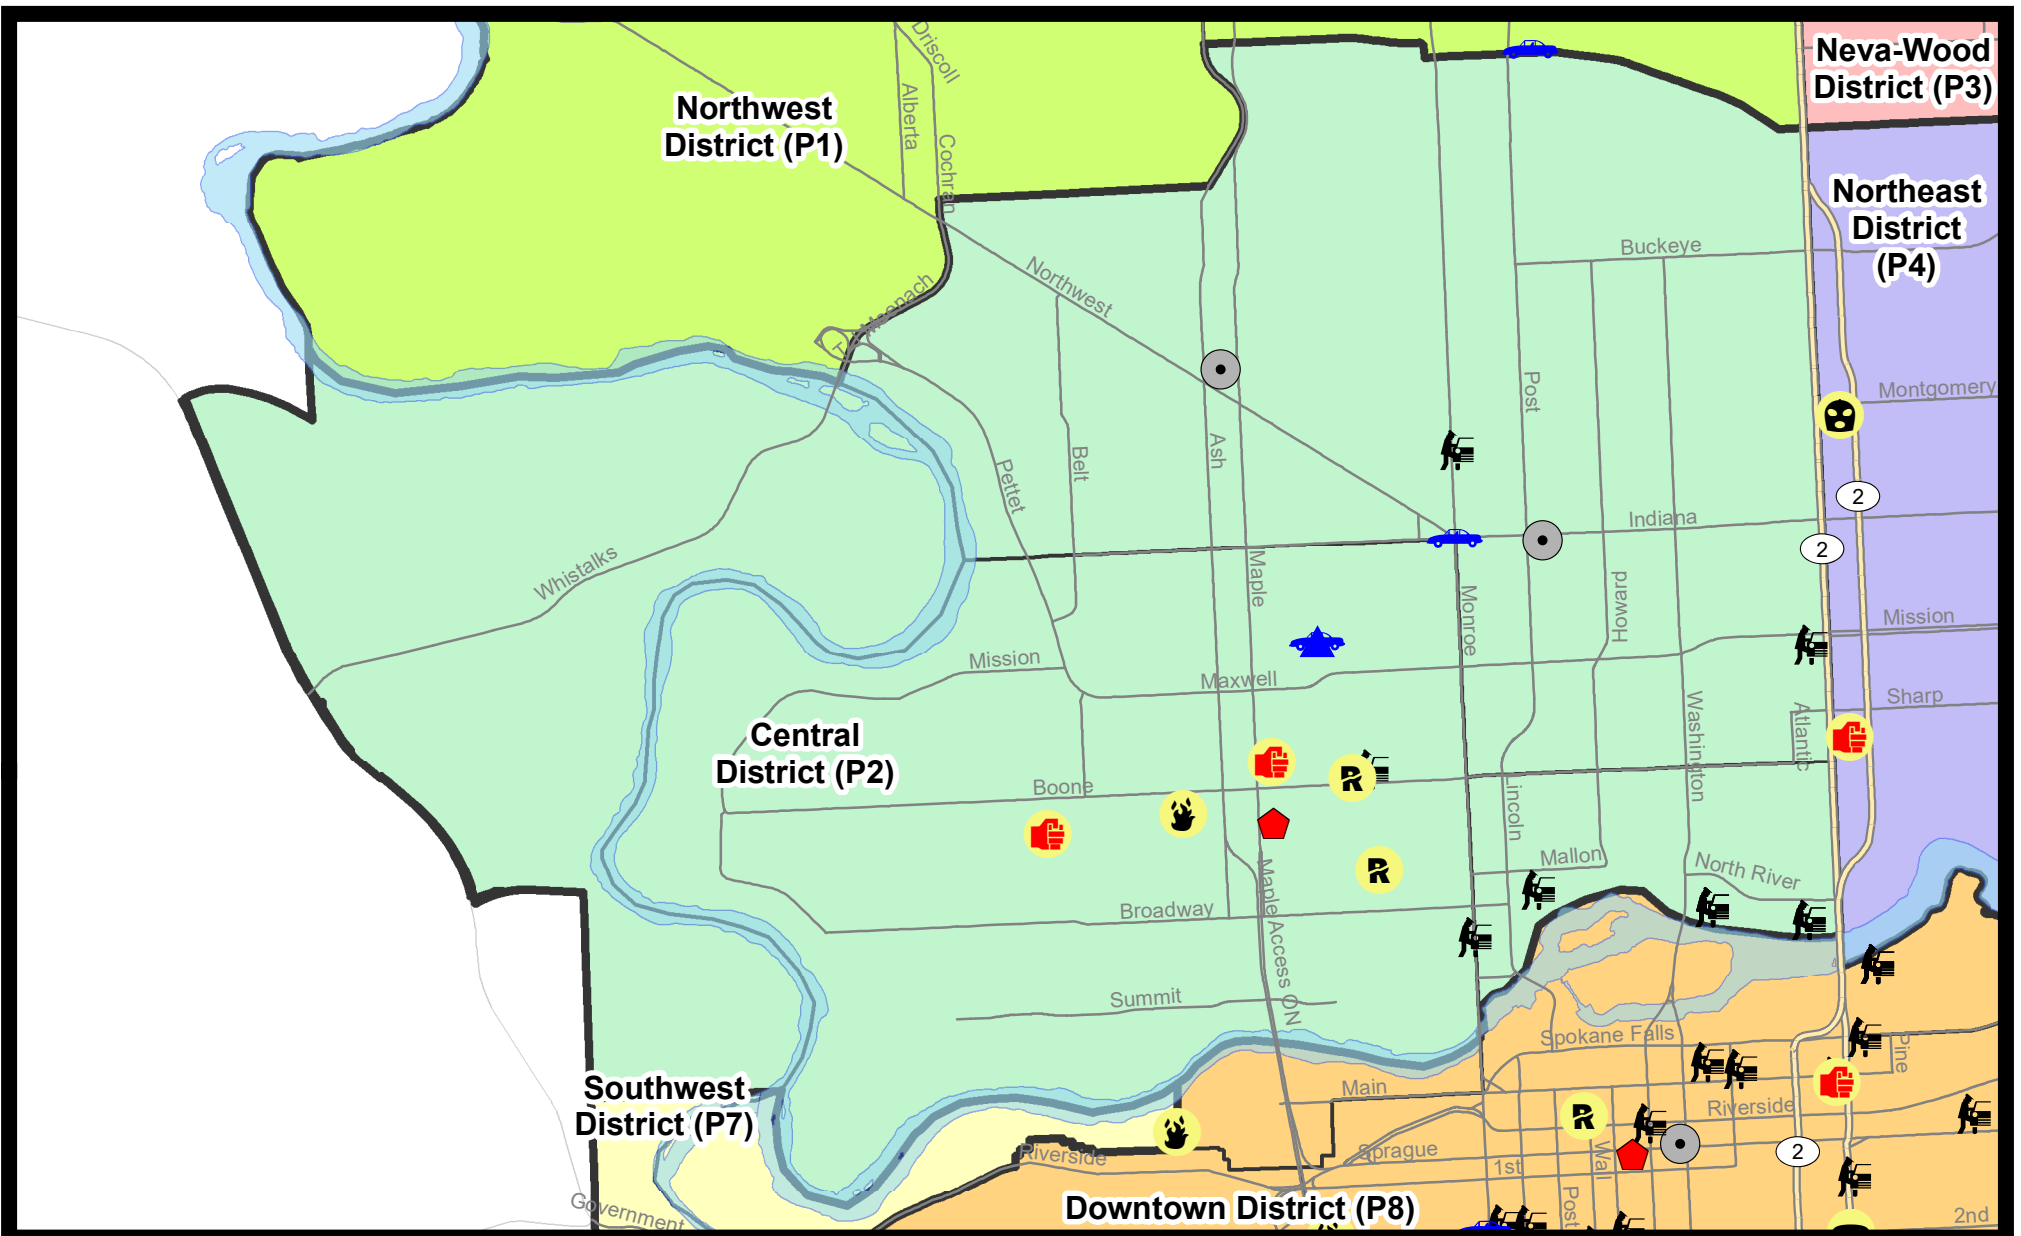 Neva-Wood
District (P3)
Driscoll
Northwest
District (P1)
Alberta
Cochran
Northeast
District
(P4)
Buckeye
Northwest
Post
Montgomery
Ash
Belt
Pettet
2
Indiana
2
Whistalks
Maple
Monroe
Howard
Mission
Mission
Maxwell
Sharp
Washington
Atlantic
Central
District (P2)
Boone
Lincoln
Mallon
North River
Maple Access ON
Broadway
Summit
Spokane Falls
Pine
Southwest
District (P7)
Main
Riverside
Riverside
Sprague
Wall
2
1st
Post
Government
Downtown District (P8)
2nd